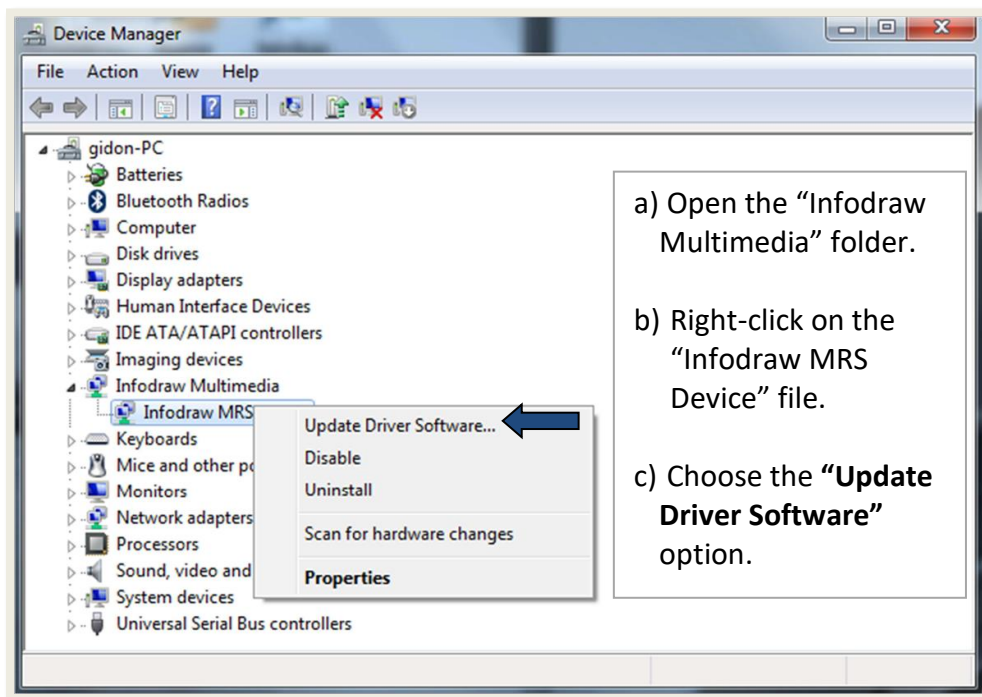 Device Manager
File Action View Help
gidon-PC
Batteries
Bluetooth Radios
Computer
Disk drives
Display adapters
Human Interface Devices
IDE ATA/ATAPI controllers
Imaging devices
Infodraw Multimedia
Infodraw MRS
Keyboards
Mice and other po
Monitors
Network adapters
Processors
Sound, video and
System devices
Universal Serial Bus controllers
Update Driver Software...
Disable
Uninstall
Scan for hardware changes
Properties
a) Open the “Infodraw
Multimedia” folder.
b) Right-click on the
“Infodraw MRS
Device” file.
c) Choose the “Update
Driver Software”
option.